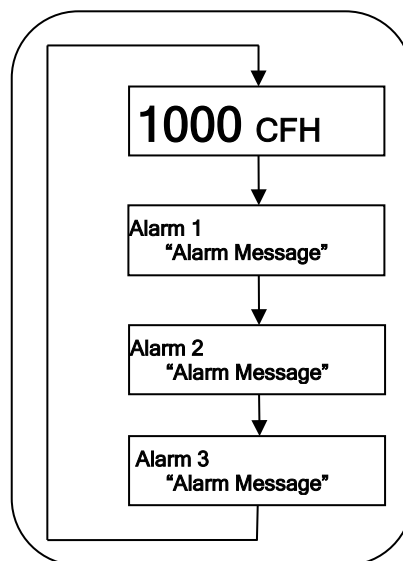 1000 CFH
Alarm 1
“Alarm Message”
Alarm 2
“Alarm Message”
Alarm 3
“Alarm Message”